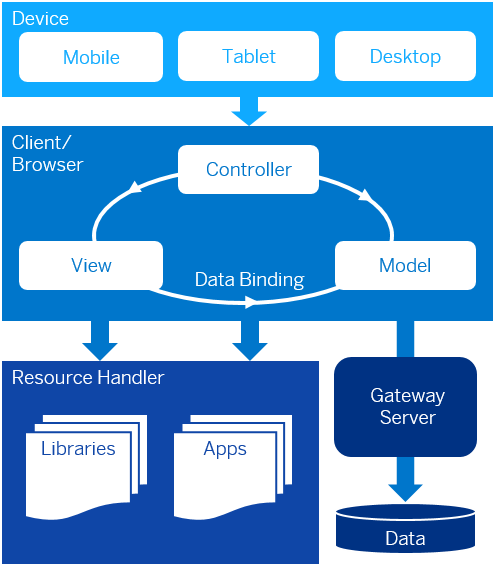 Device
Mobile
Tablet
Desktop
Client/
Browser
Controller
View
Data Binding
Model
Resource Handler
Libraries
Apps
Gateway
Server
Data